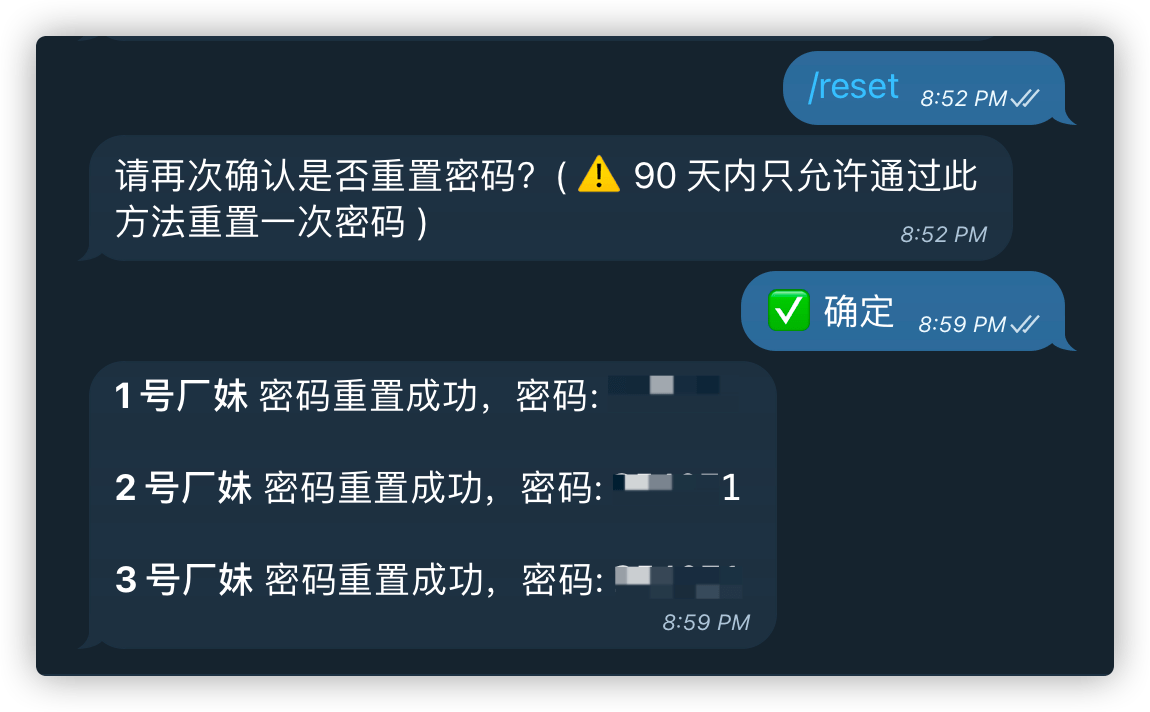 /reset 8:52 PM
请再次确认是否重置密码？( ⚠️ 90 天内只允许通过此
方法重置一次密码 )
8:52 PM
✅ 确定 8:59 PM
1 号厂妹 密码重置成功，密码:
2 号厂妹 密码重置成功，密码: 1
3 号厂妹 密码重置成功，密码:
8:59 PM